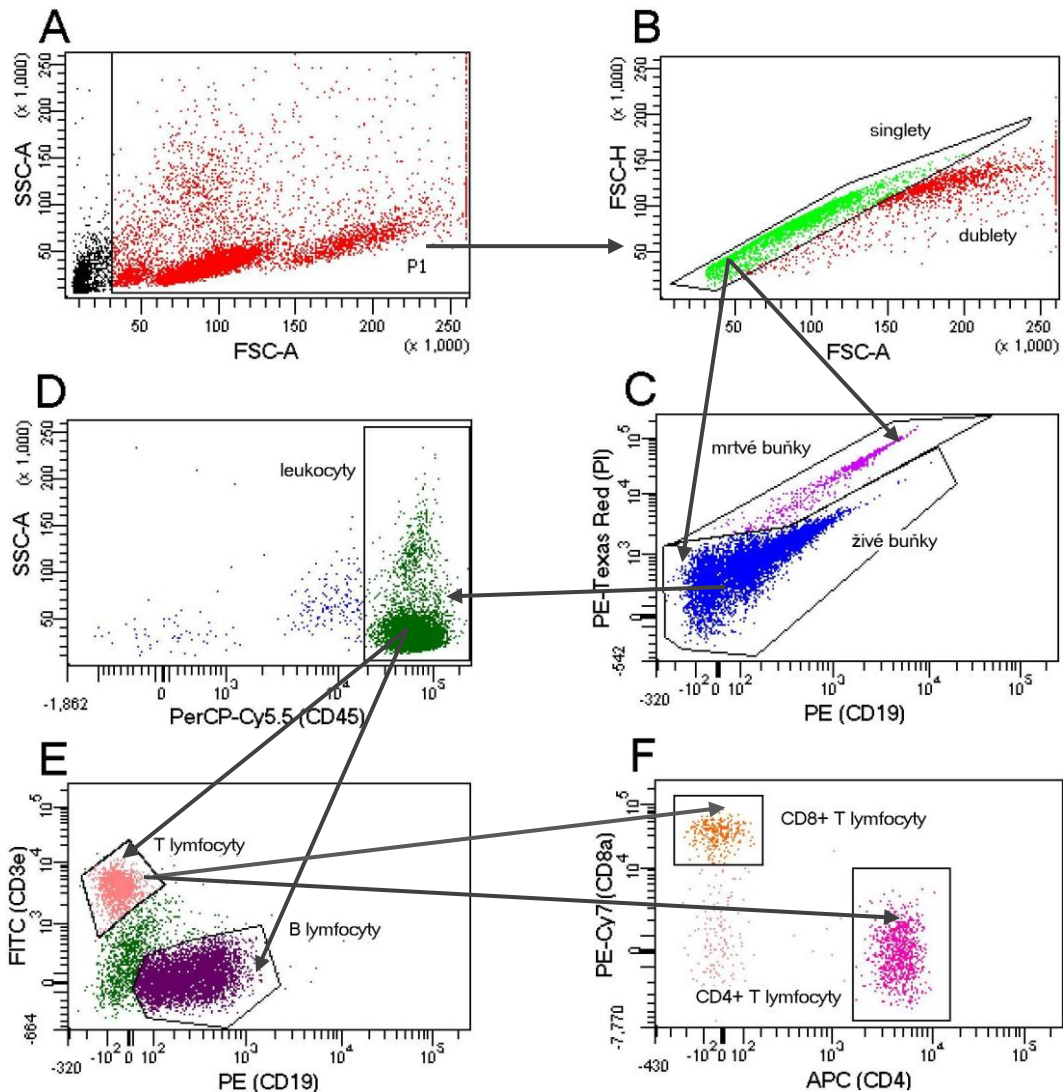 A
SSC-A (x 1,000)
250
200
150
100
50
P1
50 100 150 200 250
FSC-A (x 1,000)
B
FSC-H (x 1,000)
250
200
150
100
50
singlety
dublety
50 100 150 200 250
FSC-A (x 1,000)
D
SSC-A (x 1,000)
250
200
150
100
50
leukocyty
-1,862 0 10³ 10⁴ 10⁵
PerCP-Cy5.5 (CD45)
C
PE-Texas Red (PI)
10⁵
10⁴
10³
0
-542
mrtvé buňky
živé buňky
-320 -10² 0 10² 10³ 10⁴ 10⁵
PE (CD19)
E
FITC (CD3e)
10⁵
10⁴
10³
0
-664
T lymfocyty
B lymfocyty
-320 -10² 0 10² 10³ 10⁴ 10⁵
PE (CD19)
F
PE-Cy7 (CD8a)
10⁵
10⁴
0
-7,770
CD8+ T lymfocyty
CD4+ T lymfocyty
-430 -10² 0 10² 10³ 10⁴ 10⁵
APC (CD4)